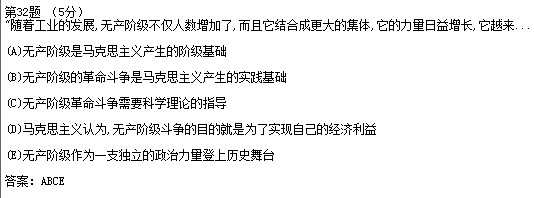 第32题 （5分）
"随着工业的发展,无产阶级不仅人数增加了,而且它结合成更大的集体,它的力量日益增长,它越来...
(A)无产阶级是马克思主义产生的阶级基础
(B)无产阶级的革命斗争是马克思主义产生的实践基础
(C)无产阶级革命斗争需要科学理论的指导
(D)马克思主义认为,无产阶级斗争的目的就是为了实现自己的经济利益
(E)无产阶级作为一支独立的政治力量登上历史舞台
答案：ABCE